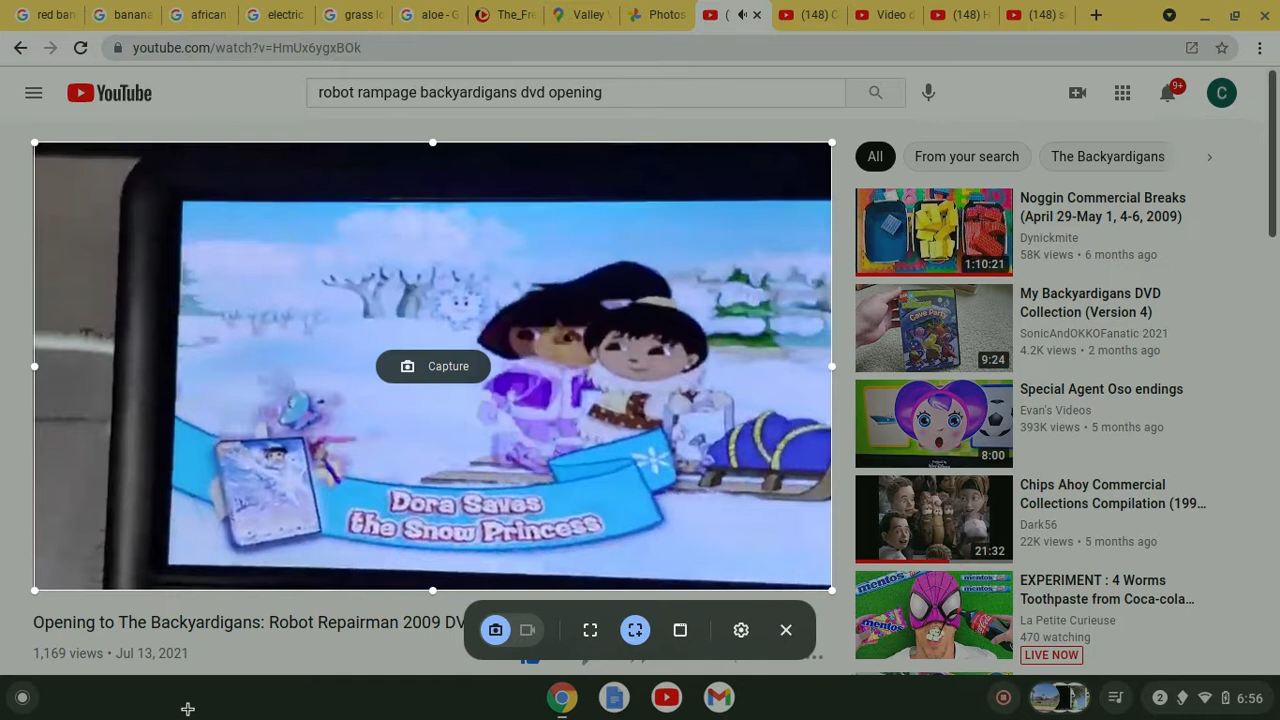 red ban
banana
african
electric
grass lo
aloe - G
The_Fre
Valley V
Photos
(
(148) C
Video d
(148) H
(148) s
youtube.com/watch?v=HmUx6ygxBOk
YouTube
robot rampage backyardigans dvd opening
9+
C
All
From your search
The Backyardigans
Noggin Commercial Breaks
(April 29-May 1, 4-6, 2009)
Dynickmite
58K views • 6 months ago
1:10:21
My Backyardigans DVD
Collection (Version 4)
SonicAndOKKOFanatic 2021
4.2K views • 2 months ago
9:24
Capture
Special Agent Oso endings
Evan's Videos
393K views • 5 months ago
8:00
Dora Saves
the Snow Princess
Chips Ahoy Commercial
Collections Compilation (199…
Dark56
22K views • 5 months ago
21:32
EXPERIMENT : 4 Worms
Toothpaste from Coca-cola…
La Petite Curieuse
470 watching
LIVE NOW
mentos
Opening to The Backyardigans: Robot Repairman 2009 DV
1,169 views • Jul 13, 2021
2
6:56